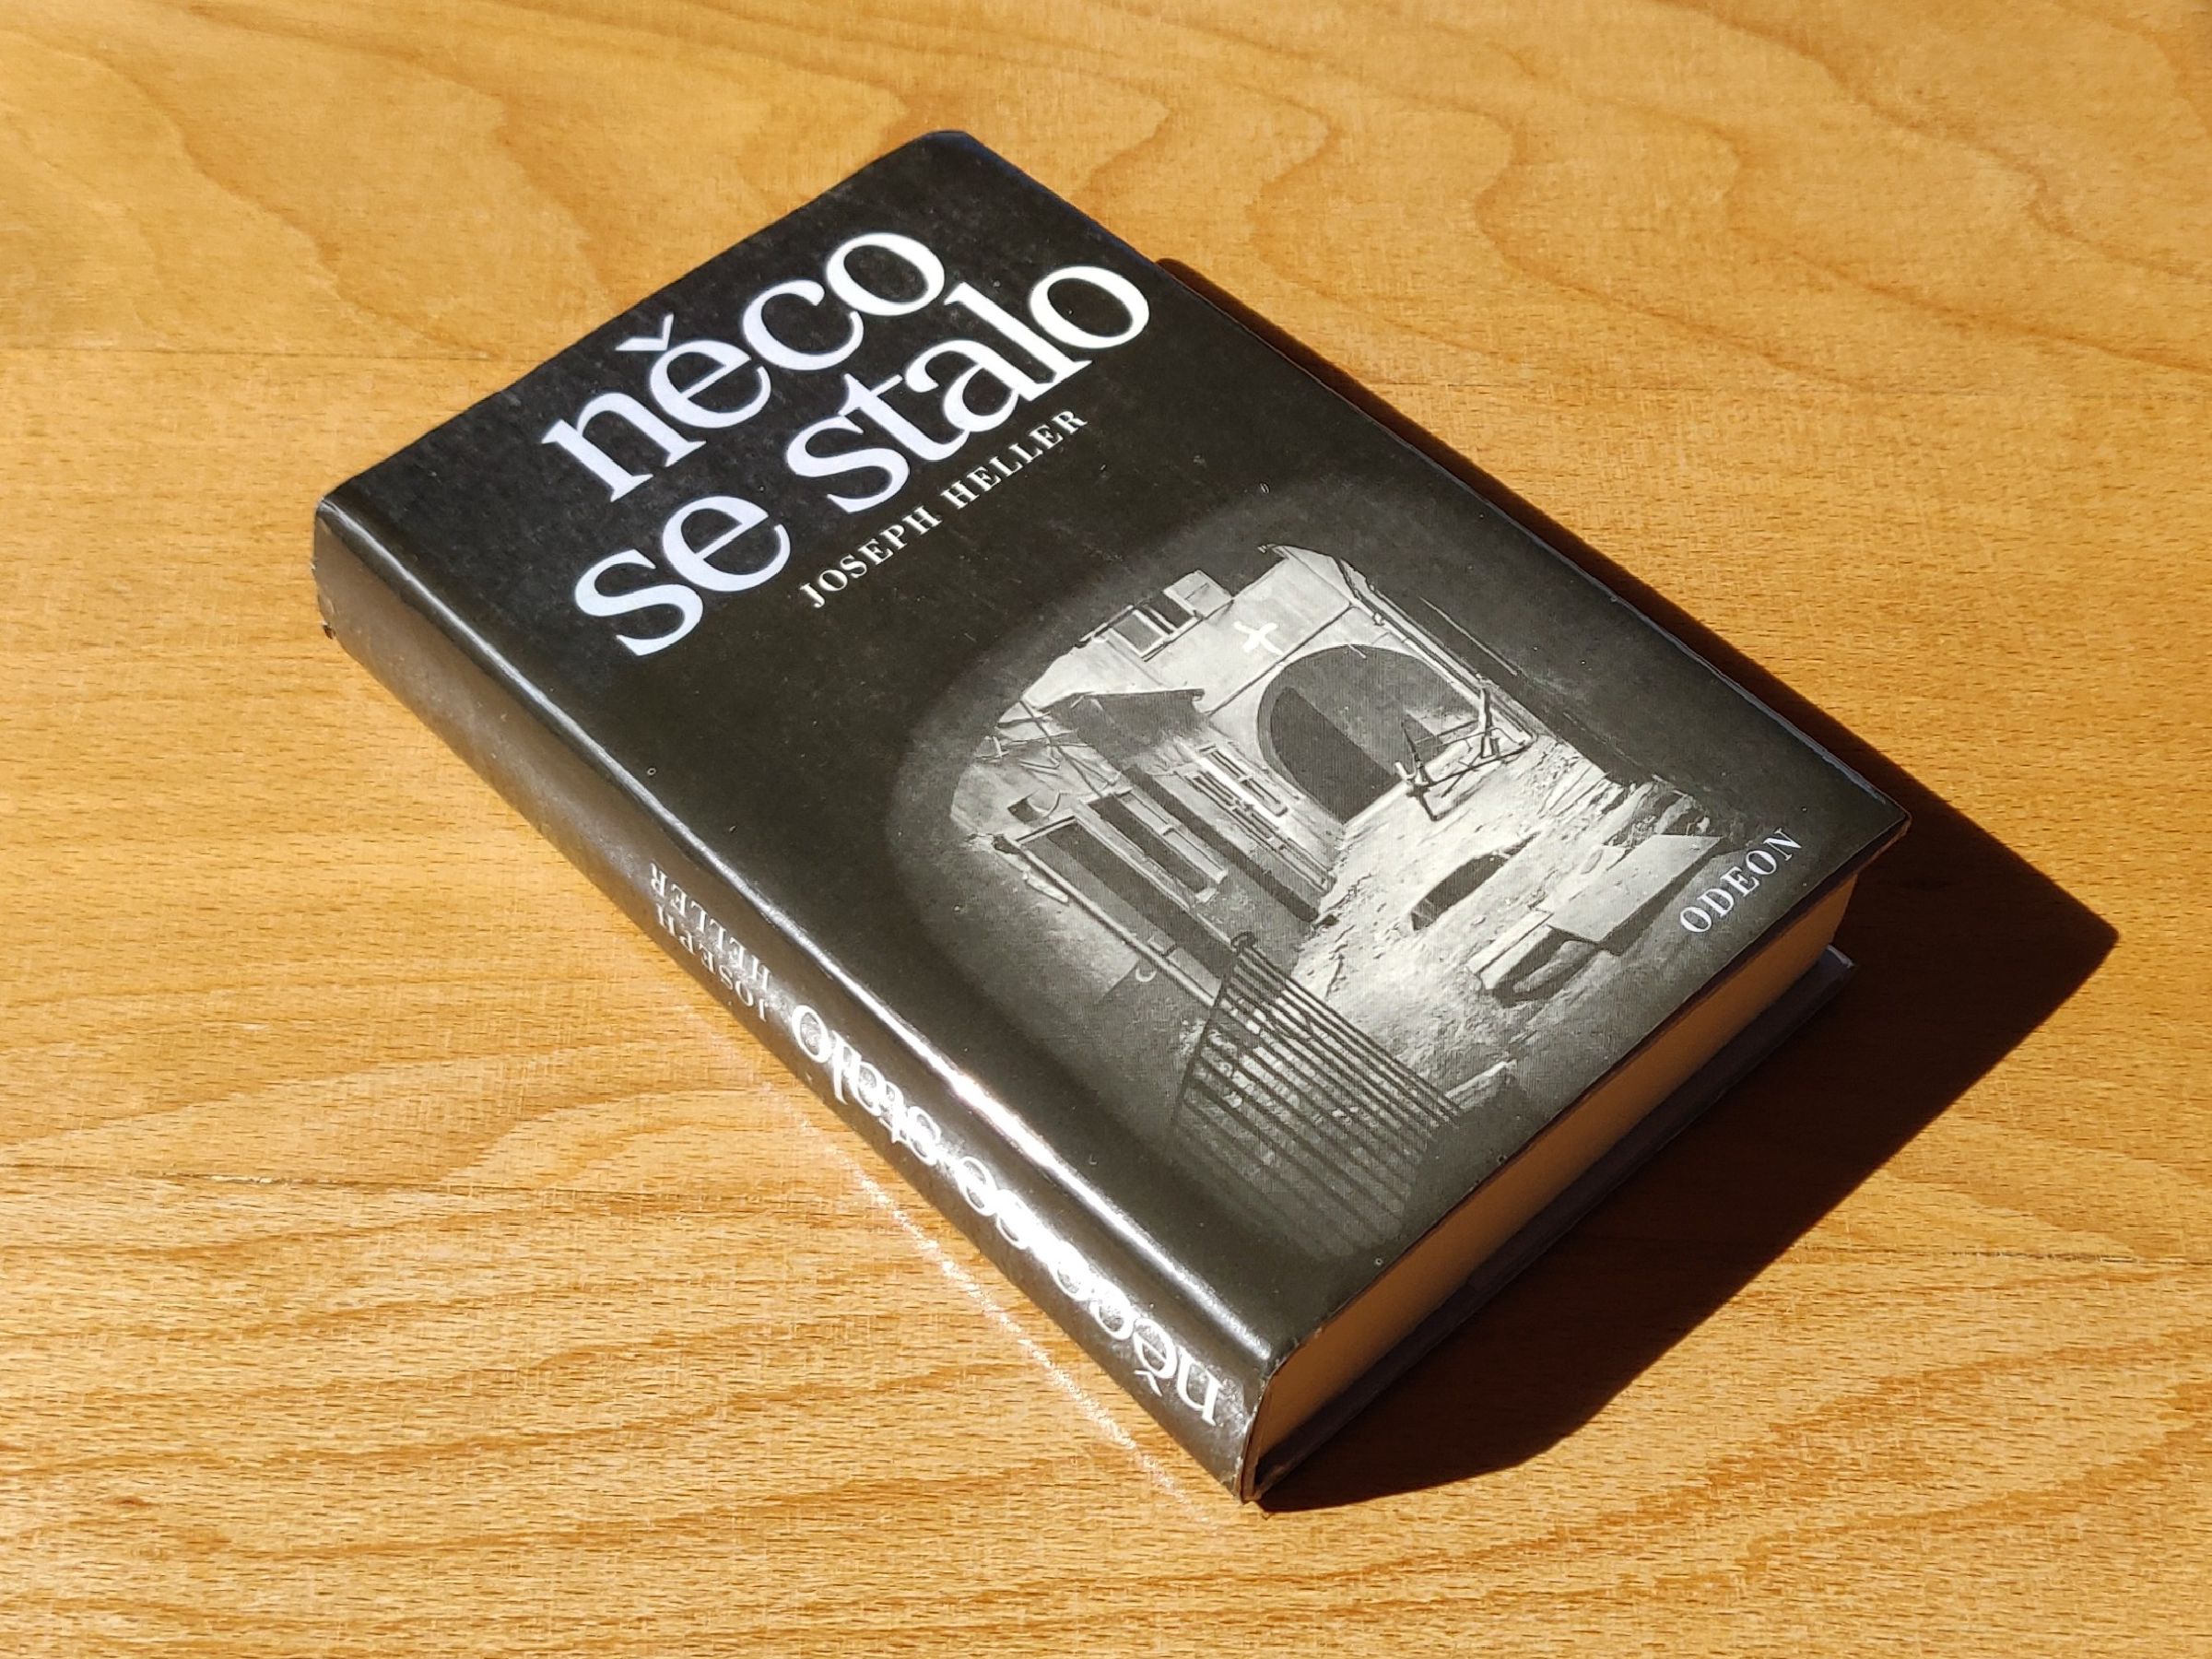 něco
se stalo
JOSEPH HELLER
ODEON
JOSEPH
HELLER
něco se stalo